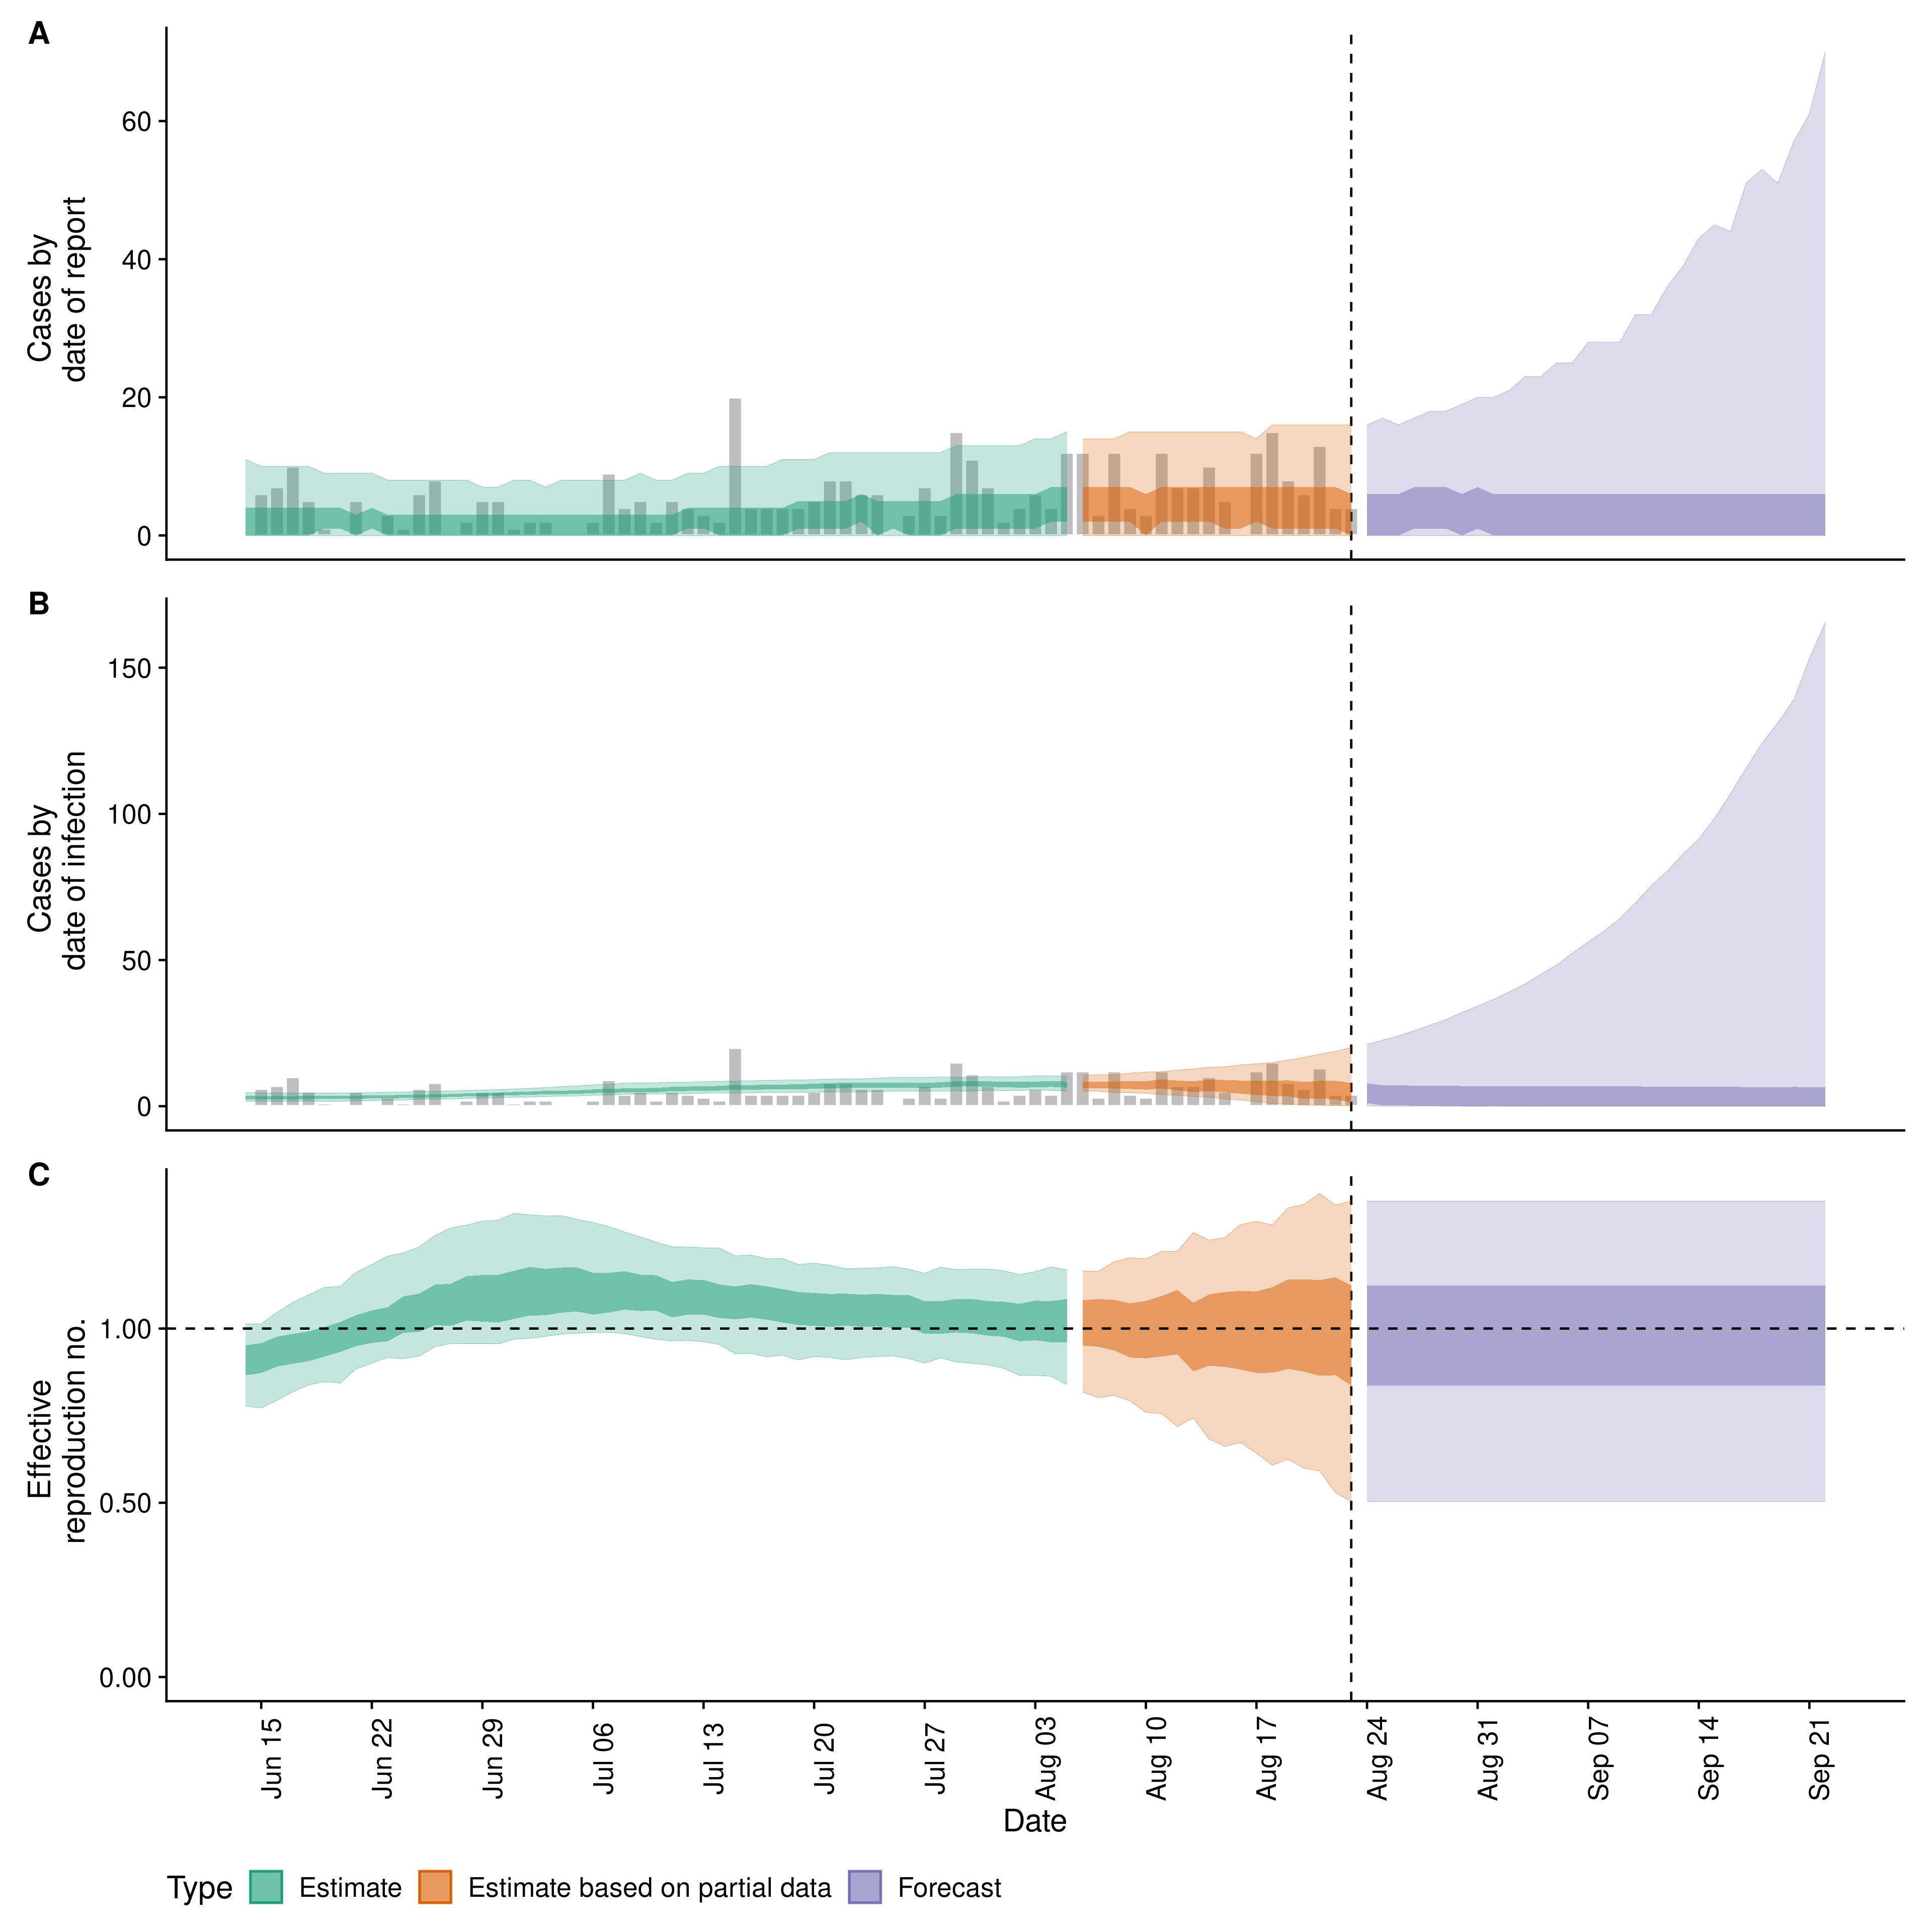 A
Cases by
date of report
60
40
20
0
B
Cases by
date of infection
150
100
50
0
C
Effective
reproduction no.
1.00
0.50
0.00
Jun 15
Jun 22
Jun 29
Jul 06
Jul 13
Jul 20
Jul 27
Aug 03
Aug 10
Aug 17
Aug 24
Aug 31
Sep 07
Sep 14
Sep 21
Date
Type Estimate Estimate based on partial data Forecast